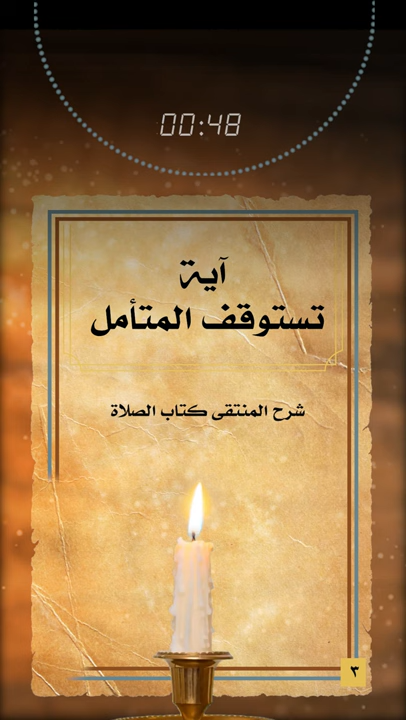 00:48
آية
تستوقف المتأمل
شرح المنتقى كتاب الصلاة
٣